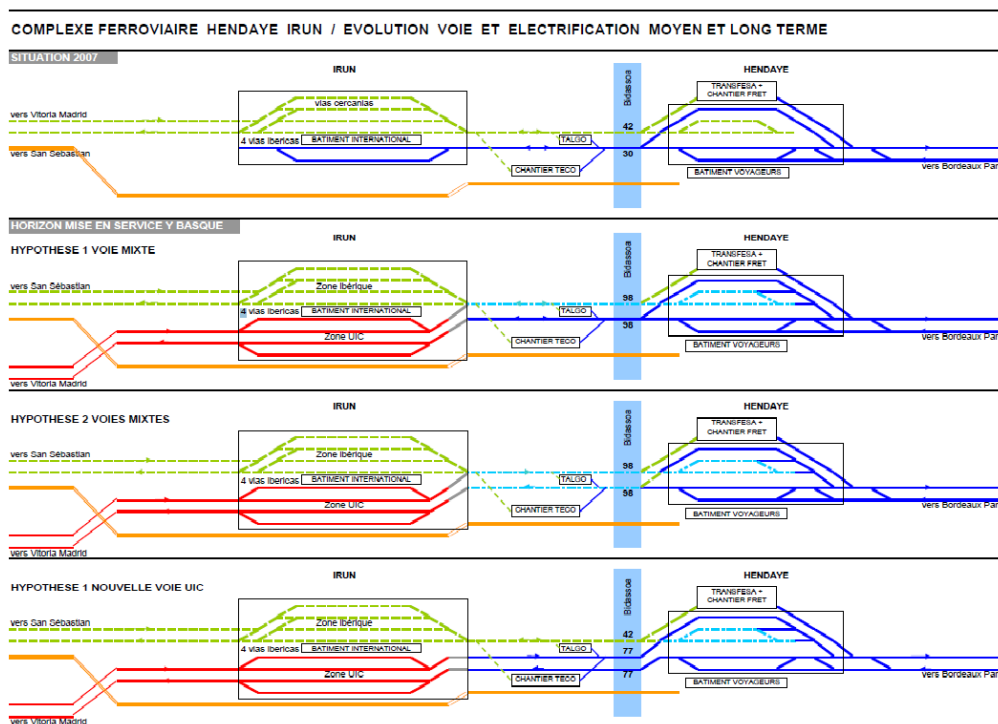 COMPLEXE FERROVIAIRE HENDAYE IRUN / EVOLUTION VOIE ET ELECTRIFICATION MOYEN ET LONG TERME
SITUATION 2007
IRUN
HENDAYE
Bidassoa
TRANSFESA +
CHANTIER FRET
vias cercanias
vers Vitoria Madrid
42
4 vias Ibericas
BATIMENT INTERNATIONAL
TALGO
vers San Sébastian
30
CHANTIER TECO
BATIMENT VOYAGEURS
vers Bordeaux Par
HORIZON MISE EN SERVICE Y BASQUE
HYPOTHESE 1 VOIE MIXTE
IRUN
HENDAYE
Bidassoa
TRANSFESA +
CHANTIER FRET
vers San Sébastian
Zone Ibérique
98
4 vias Ibericas
BATIMENT INTERNATIONAL
TALGO
38
Zone UIC
CHANTIER TECO
BATIMENT VOYAGEURS
vers Bordeaux Par
vers Vitoria Madrid
HYPOTHESE 2 VOIES MIXTES
IRUN
HENDAYE
Bidassoa
TRANSFESA +
CHANTIER FRET
vers San Sébastian
Zone Ibérique
98
4 vias Ibericas
BATIMENT INTERNATIONAL
TALGO
98
Zone UIC
CHANTIER TECO
BATIMENT VOYAGEURS
vers Bordeaux Par
vers Vitoria Madrid
HYPOTHESE 1 NOUVELLE VOIE UIC
IRUN
HENDAYE
Bidassoa
TRANSFESA +
CHANTIER FRET
vers San Sébastian
Zone Ibérique
42
4 vias Ibericas
BATIMENT INTERNATIONAL
TALGO
77
Zone UIC
77
CHANTIER TECO
BATIMENT VOYAGEURS
vers Bordeaux Par
vers Vitoria Madrid